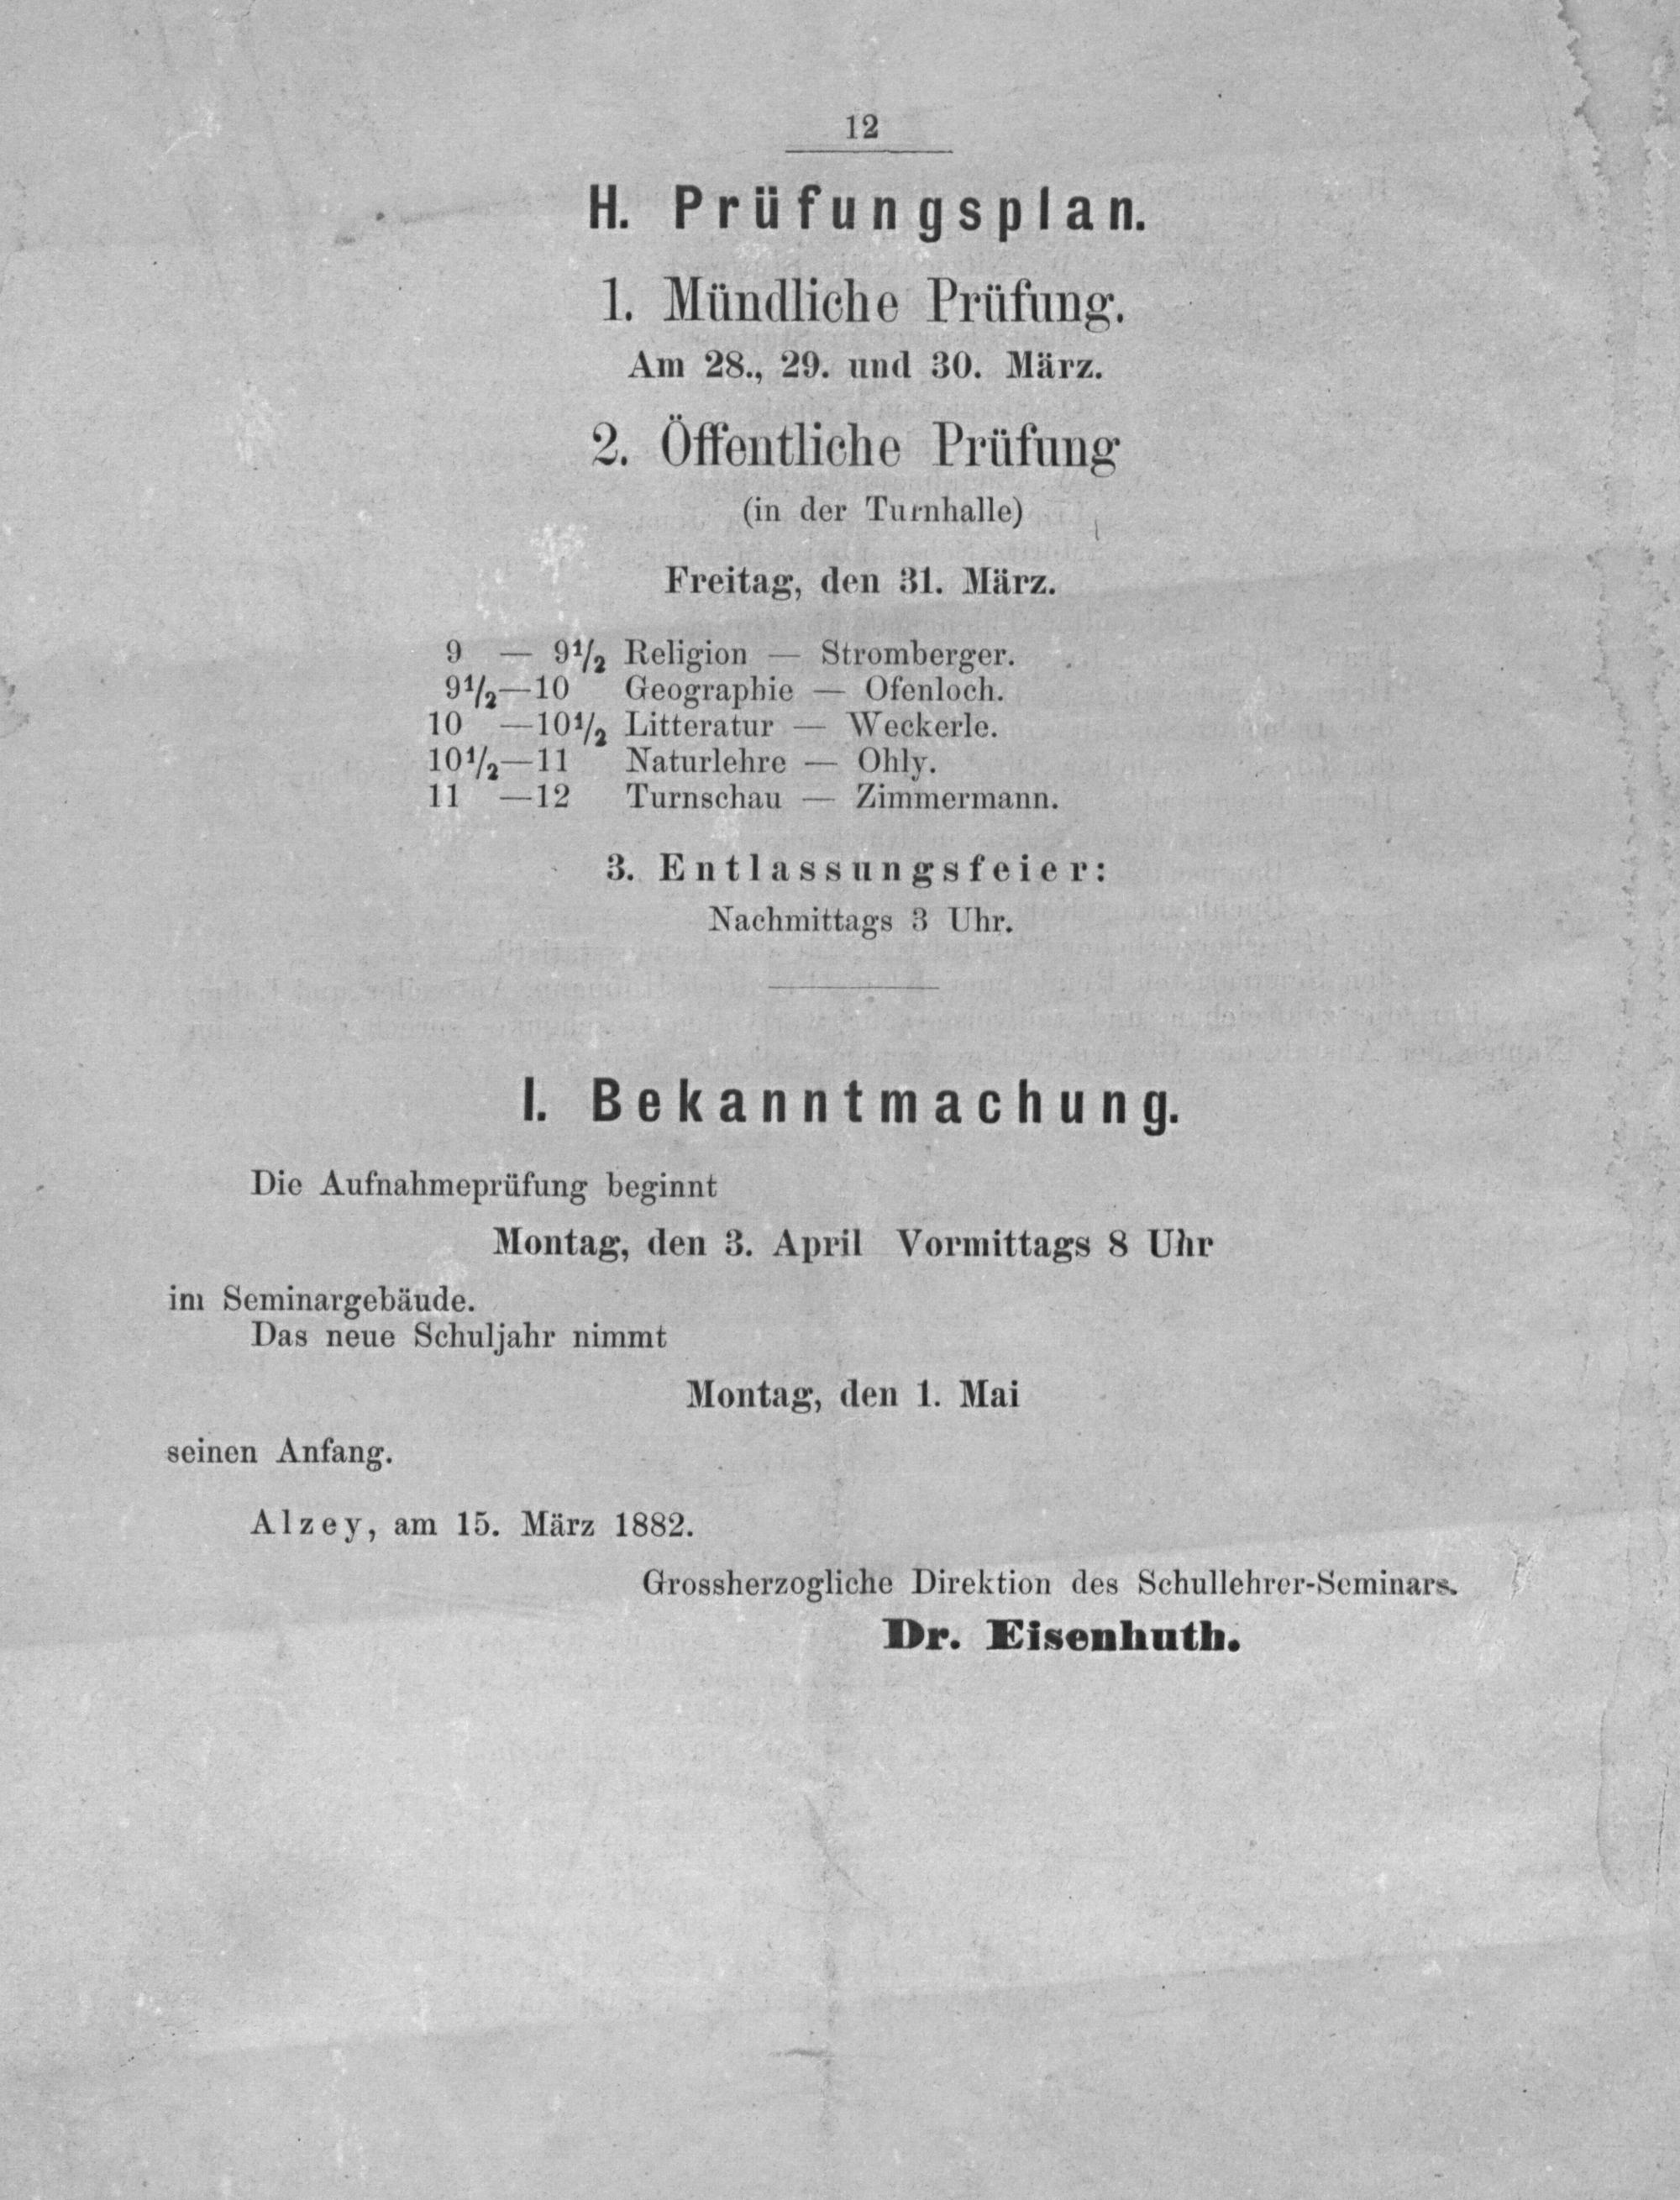 12
H. Prüfungsplan.
1. Mündliche Prüfung.
Am 28., 29. und 30. März.
2. Öffentliche Prüfung
(in der Turnhalle)
Freitag, den 31. März.
9 — 9½ Religion — Stromberger.
9½—10 Geographie — Ofenloch.
10 —10½ Litteratur — Weckerle.
10½—11 Naturlehre — Ohly.
11 —12 Turnschau — Zimmermann.
3. Entlassungsfeier:
Nachmittags 3 Uhr.
I. Bekanntmachung.
Die Aufnahmeprüfung beginnt
Montag, den 3. April Vormittags 8 Uhr
im Seminargebäude.
Das neue Schuljahr nimmt
Montag, den 1. Mai
seinen Anfang.
Alzey, am 15. März 1882.
Grossherzogliche Direktion des Schullehrer-Seminars.
Dr. Eisenhuth.